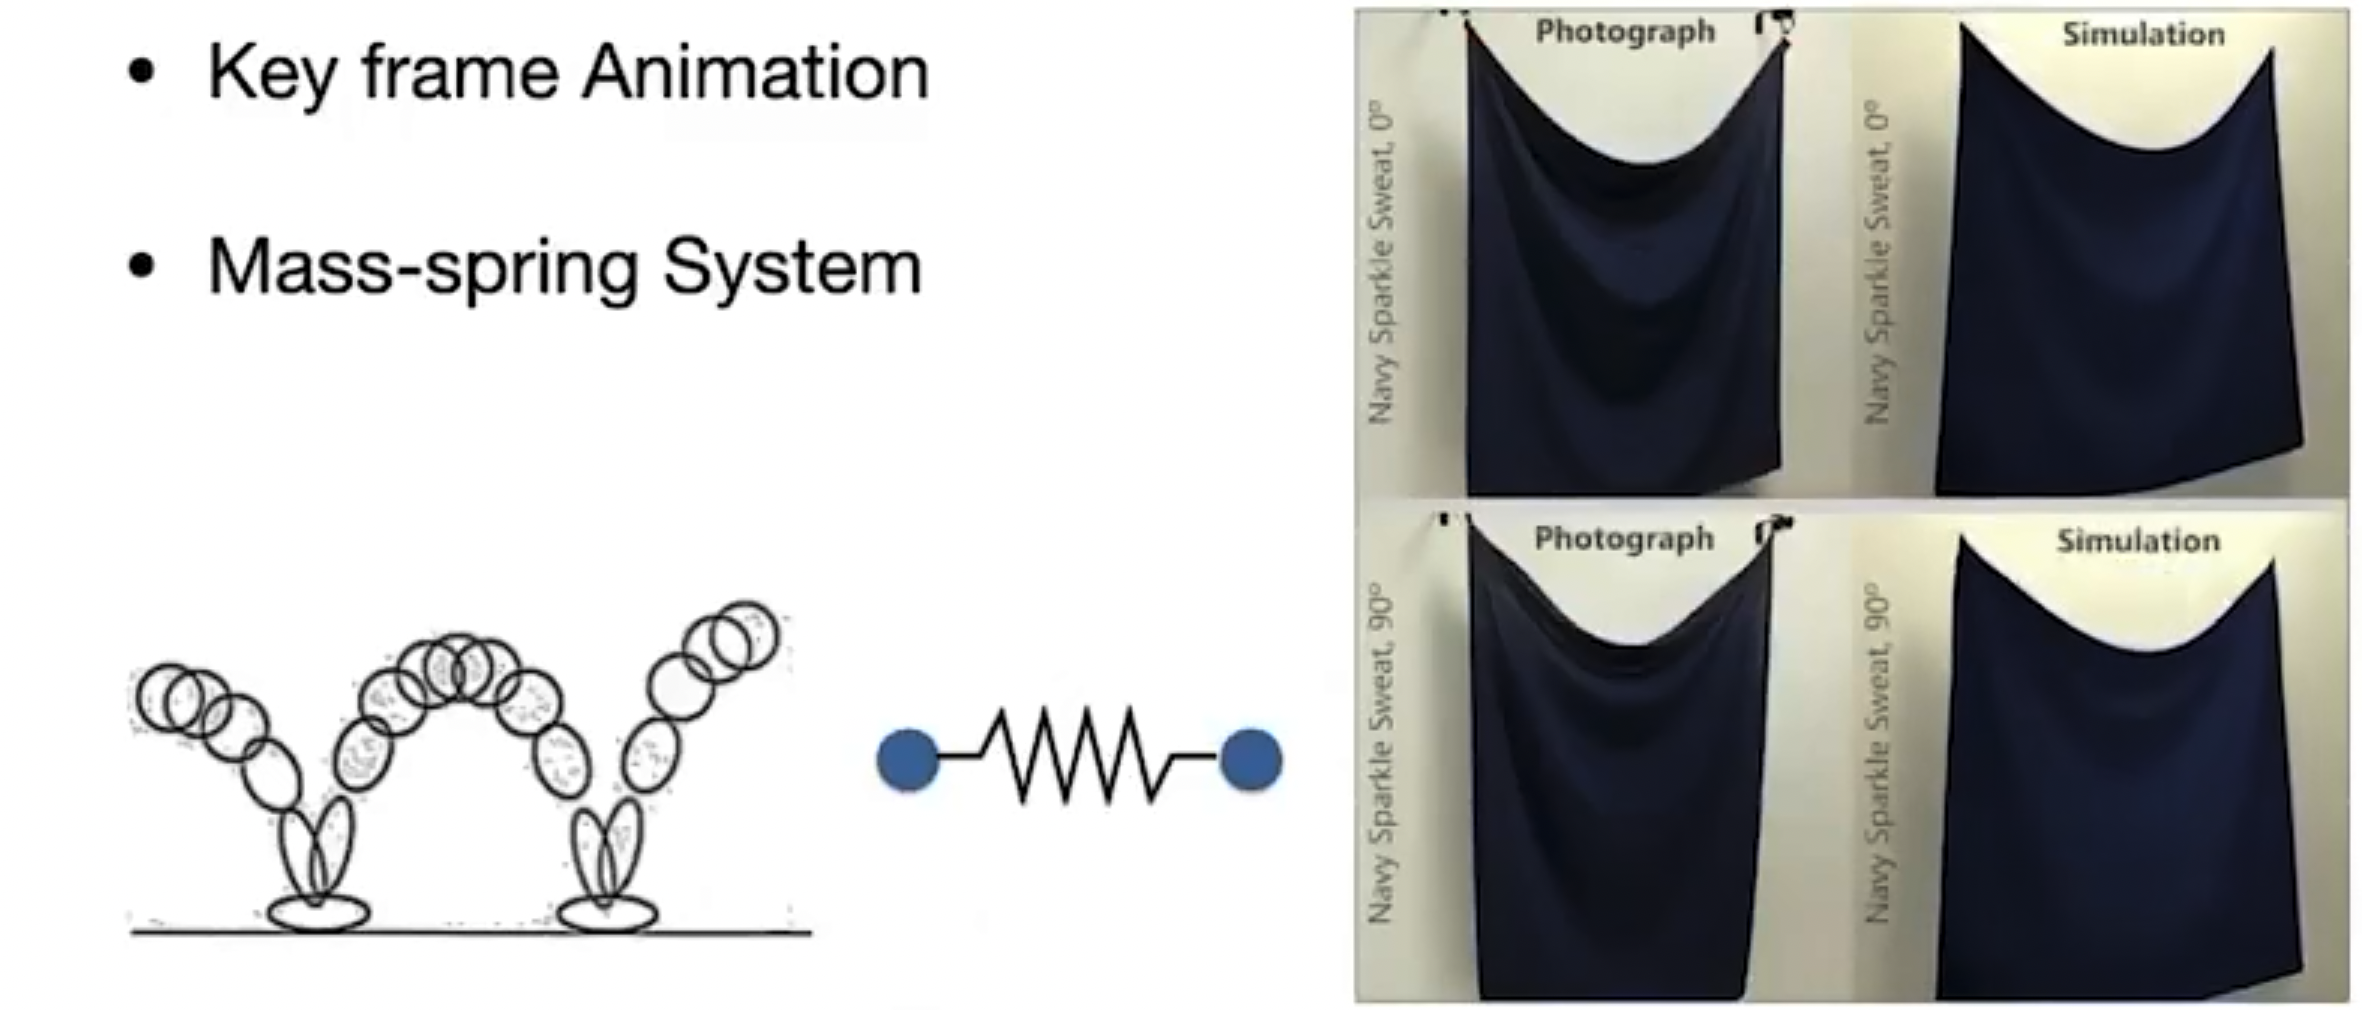 • Key frame Animation
• Mass-spring System
Photograph
Simulation
Navy Sparkle Sweat, 0°
Navy Sparkle Sweat, 0°
Photograph
Simulation
Navy Sparkle Sweat, 90°
Navy Sparkle Sweat, 90°